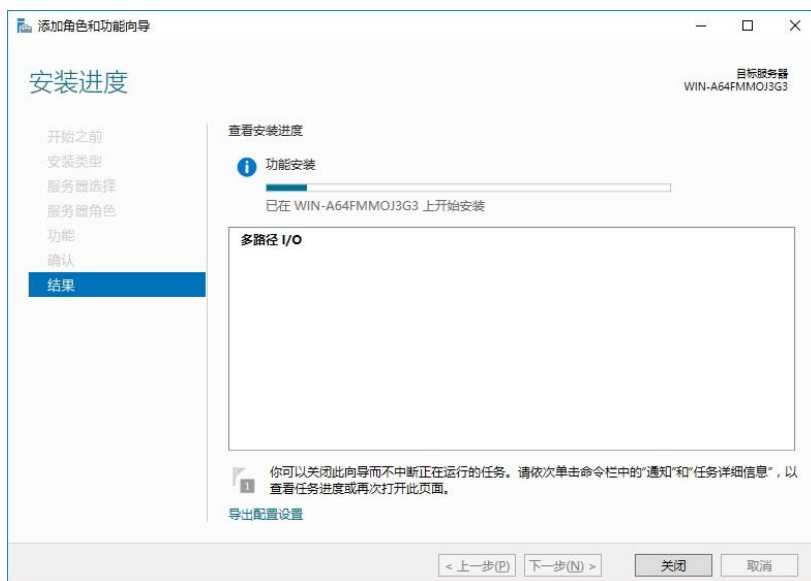 添加角色和功能向导
安装进度
目标服务器
WIN-A64FMMOJ3G3
开始之前
安装类型
服务器选择
服务器角色
功能
确认
结果
查看安装进度
功能安装
已在 WIN-A64FMMOJ3G3 上开始安装
多路径 I/O
1
你可以关闭此向导而不中断正在运行的任务。请依次单击命令栏中的“通知”和“任务详细信息”，以
查看任务进度或再次打开此页面。
导出配置设置
< 上一步(P) 下一步(N) > 关闭 取消